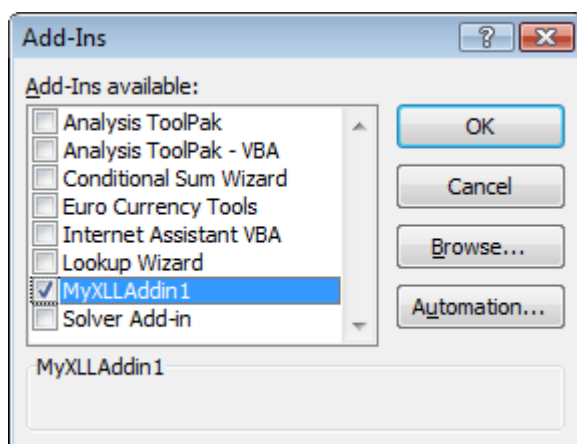 Add-Ins
?
Add-Ins available:
Analysis ToolPak
Analysis ToolPak - VBA
Conditional Sum Wizard
Euro Currency Tools
Internet Assistant VBA
Lookup Wizard
MyXLLAddin1
Solver Add-in
OK
Cancel
Browse...
Automation...
MyXLLAddin1